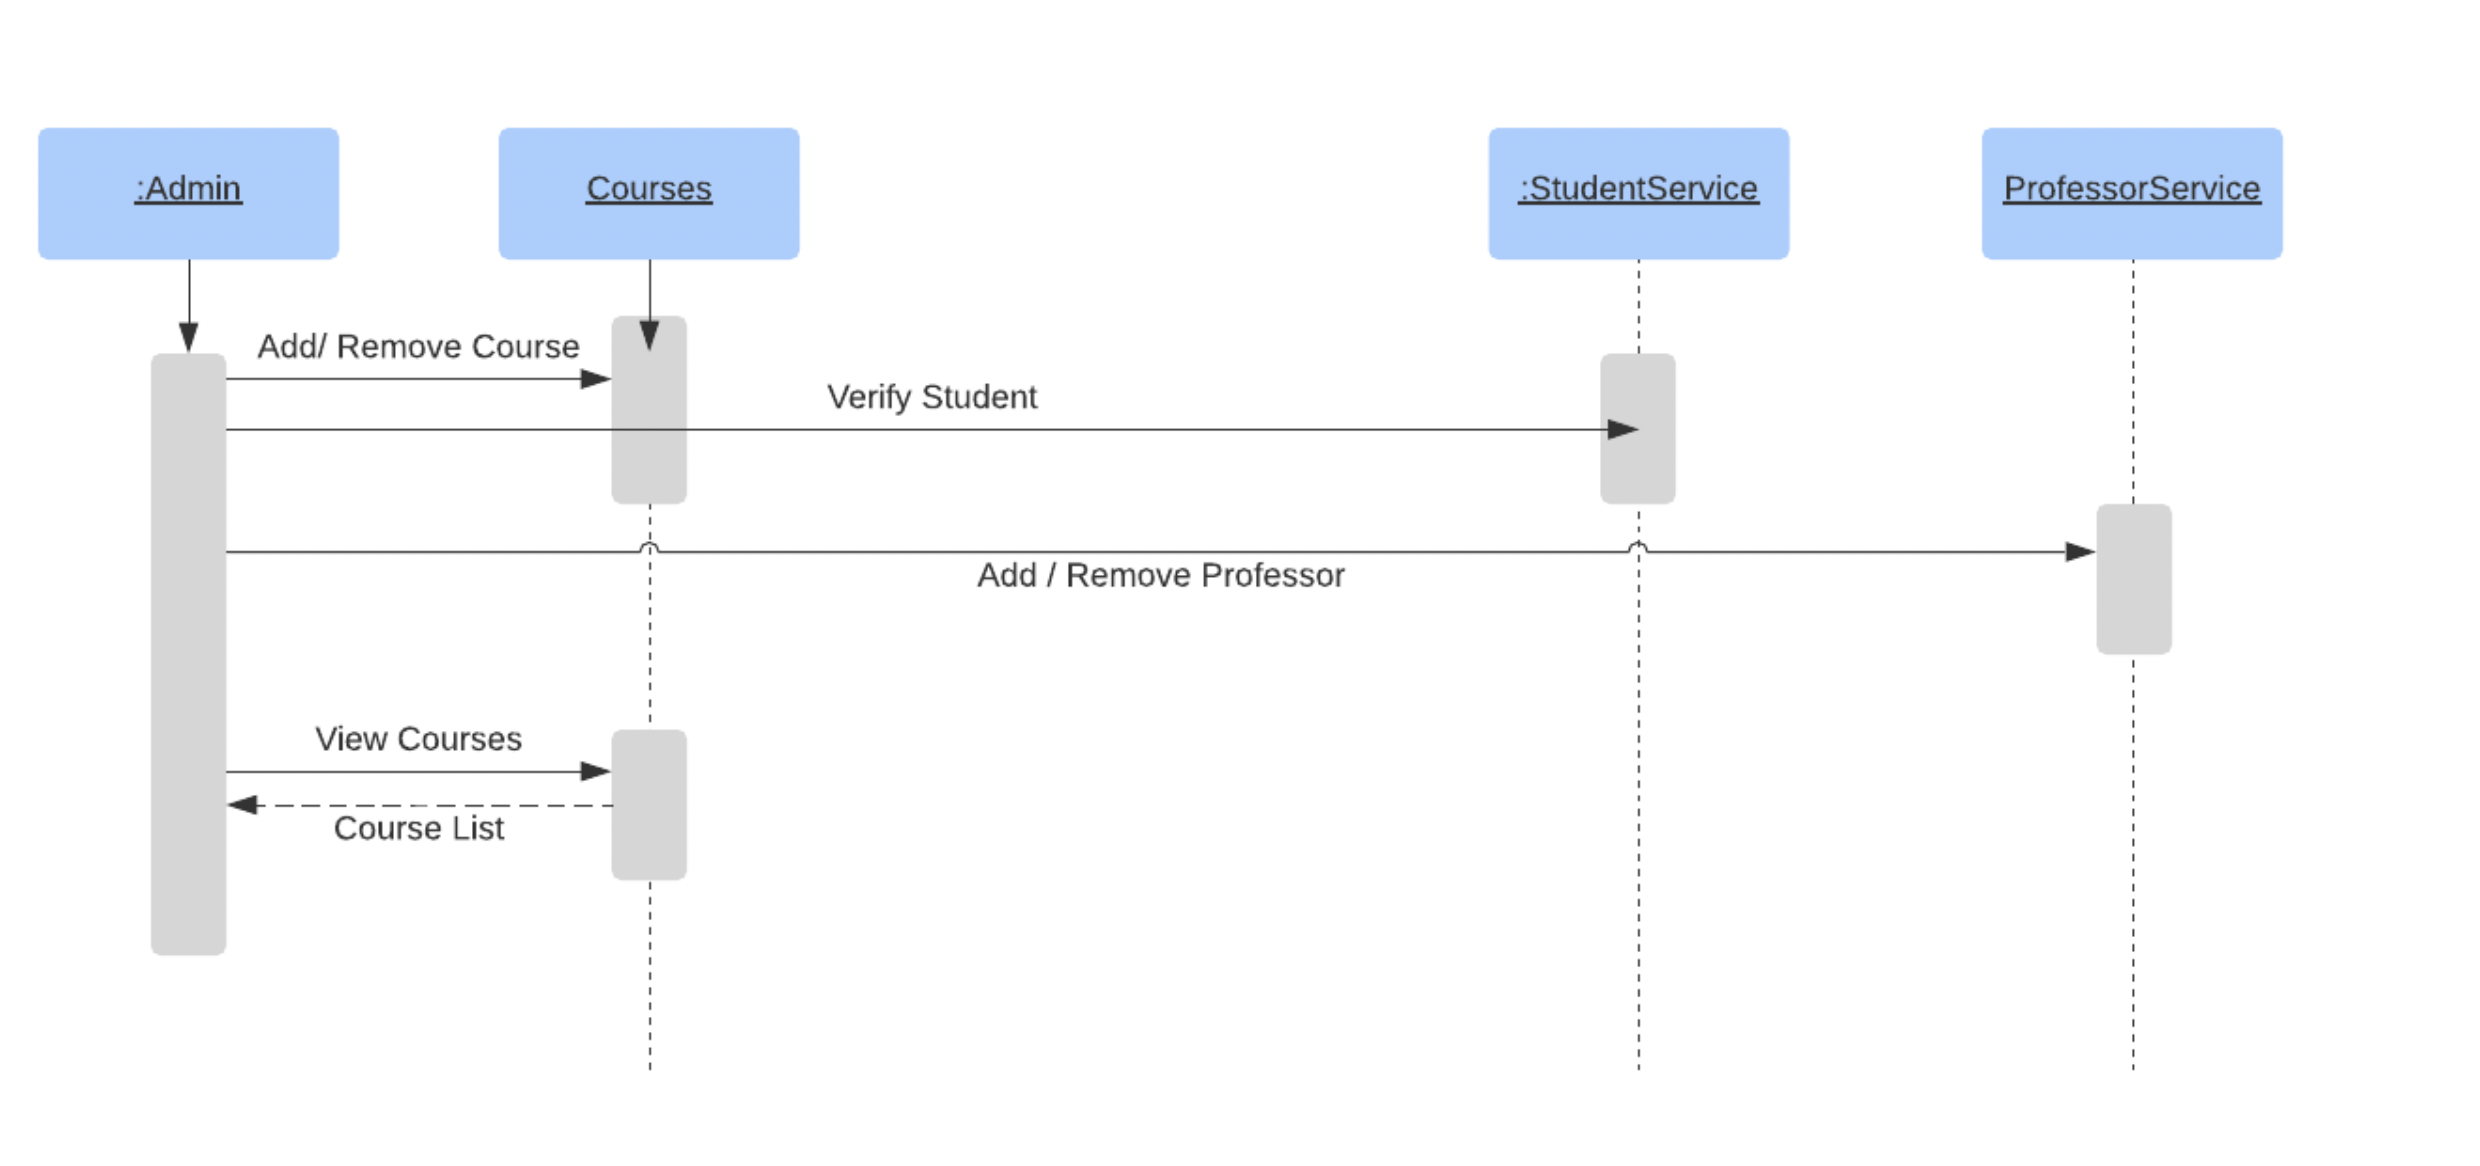 :Admin
Courses
:StudentService
ProfessorService
Add/ Remove Course
Verify Student
Add / Remove Professor
View Courses
Course List